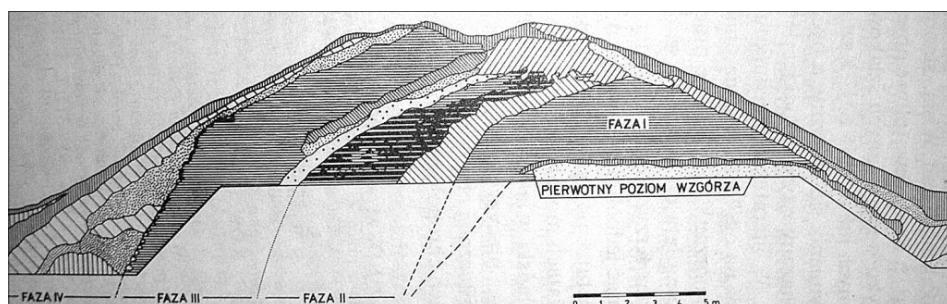 FAZA I
PIERWOTNY POZIOM WZGÓRZA
FAZA IV
FAZA III
FAZA II
0 1 2 3 4 5 m